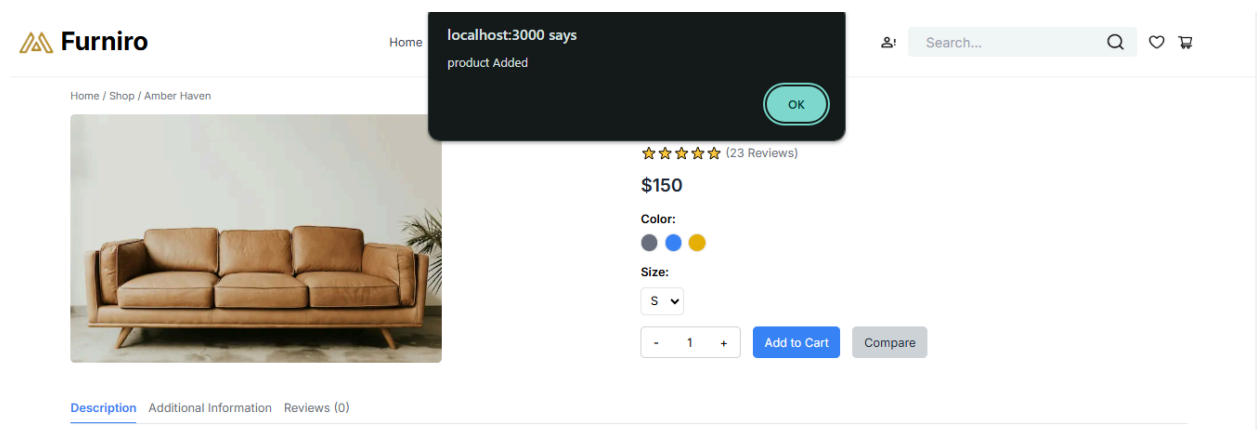 Furniro
Home
localhost:3000 says
product Added
OK
Search...
Home / Shop / Amber Haven
(23 Reviews)
$150
Color:
Size:
S
- 1 +
Add to Cart
Compare
Description Additional Information Reviews (0)